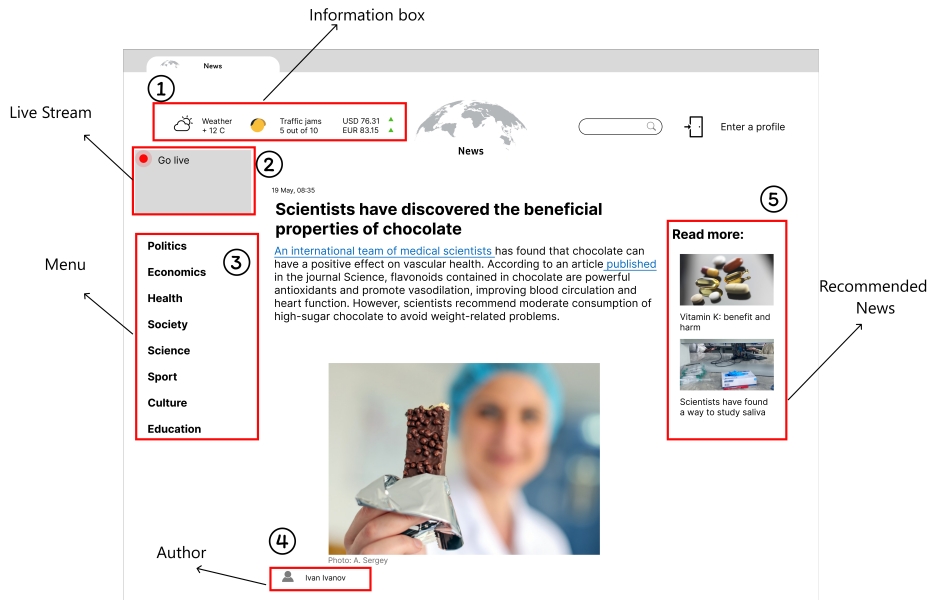 Information box
News
1
Live Stream
Weather
+ 12 C
Traffic jams
5 out of 10
USD 76.31
EUR 83.15
News
Enter a profile
2
Go live
19 May, 08:35
5
Scientists have discovered the beneficial
properties of chocolate
An international team of medical scientists has found that chocolate can
have a positive effect on vascular health. According to an article published
in the journal Science, flavonoids contained in chocolate are powerful
antioxidants and promote vasodilation, improving blood circulation and
heart function. However, scientists recommend moderate consumption of
high-sugar chocolate to avoid weight-related problems.
Menu
3
Politics
Economics
Health
Society
Science
Sport
Culture
Education
Read more:
Vitamin K: benefit and
harm
Scientists have found
a way to study saliva
Recommended
News
4
Author
Photo: A. Sergey
Ivan Ivanov